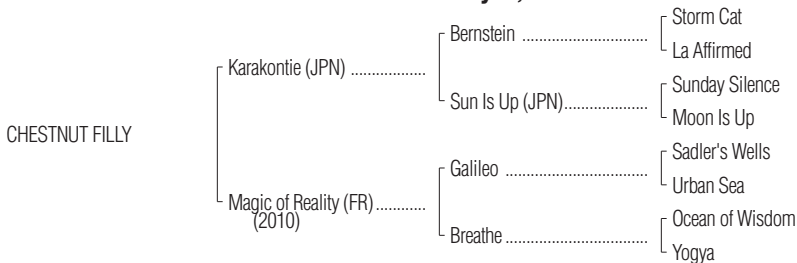 Storm Cat
Bernstein ..............................
La Affirmed
Karakontie (JPN) ..................
Sunday Silence
Sun Is Up (JPN)....................
Moon Is Up
CHESTNUT FILLY
Sadler's Wells
Galileo ..................................
Urban Sea
Magic of Reality (FR)............
(2010)
Ocean of Wisdom
Breathe ..................................
Yogya